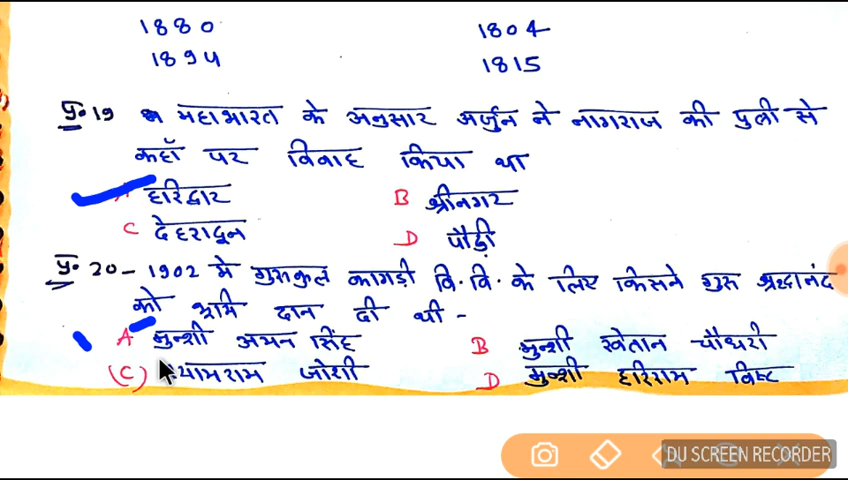 1880 1804
1894 1815
प्र.19 महाभारत के अनुसार अर्जुन ने नागराज की पुत्री से
कहाँ पर विवाह किया था
A हरिद्वार B श्रीनगर
C देहरादून D पौड़ी
प्र. 20 - 1902 मे गुरुकुल कागड़ी वि. वि. के लिए किसने गुरु श्रद्धानंद
को भूमि दान दी थी -
A मुन्शी अमन सिंह B मुन्शी खेतान चौधरी
(C) श्यामराम जोशी D मुन्शी हरिराम बिष्ट
DU SCREEN RECORDER